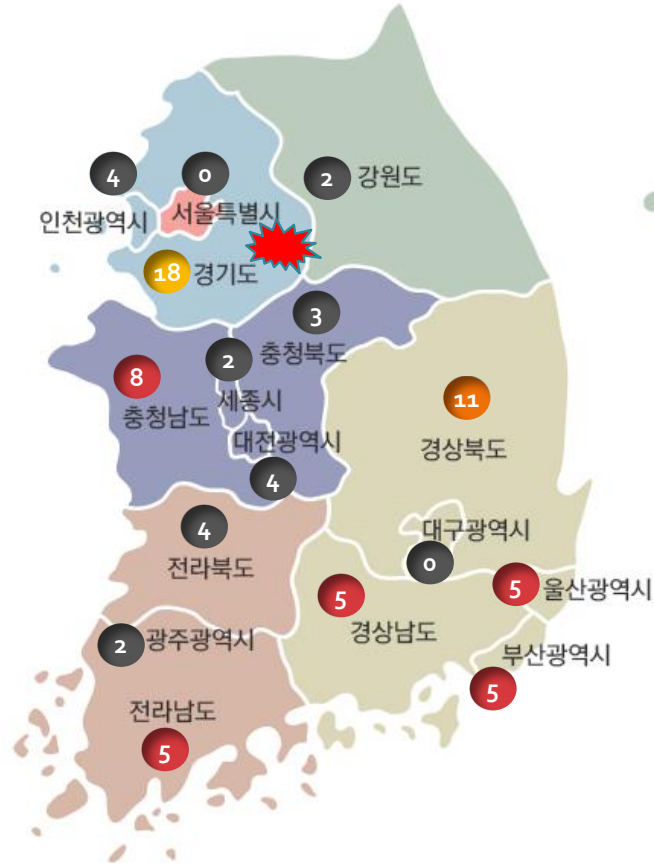 4
0
2 강원도
인천광역시
서울특별시
18 경기도
3
충청북도
2
세종시
8
충청남도
대전광역시
4
11
경상북도
4
전라북도
대구광역시
0
5
경상남도
5 울산광역시
2 광주광역시
부산광역시
5
전라남도
5